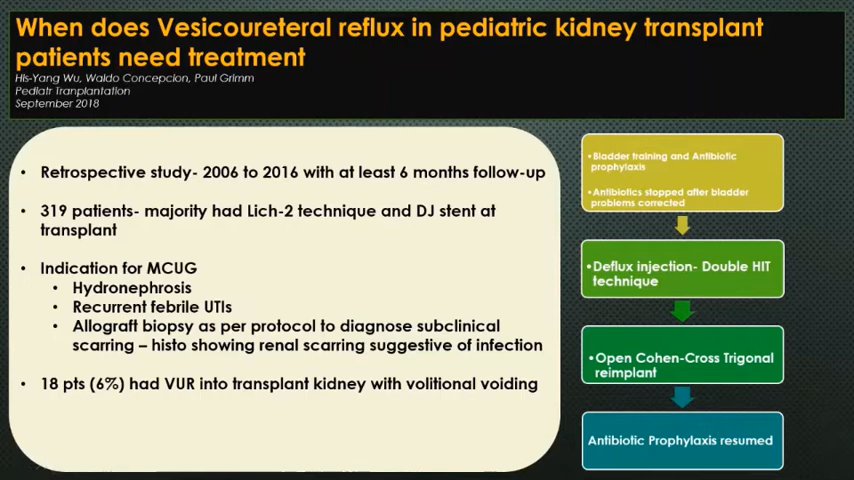 When does Vesicoureteral reflux in pediatric kidney transplant
patients need treatment
His-Yang Wu, Waldo Concepcion, Paul Grimm
Pediatr Tranplantation
September 2018
• Retrospective study- 2006 to 2016 with at least 6 months follow-up
• 319 patients- majority had Lich-2 technique and DJ stent at
transplant
• Indication for MCUG
• Hydronephrosis
• Recurrent febrile UTIs
• Allograft biopsy as per protocol to diagnose subclinical
scarring – histo showing renal scarring suggestive of infection
• 18 pts (6%) had VUR into transplant kidney with volitional voiding
•Bladder training and Antibiotic
prophylaxis
•Antibiotics stopped after bladder
problems corrected
•Deflux injection- Double HIT
technique
•Open Cohen-Cross Trigonal
reimplant
Antibiotic Prophylaxis resumed